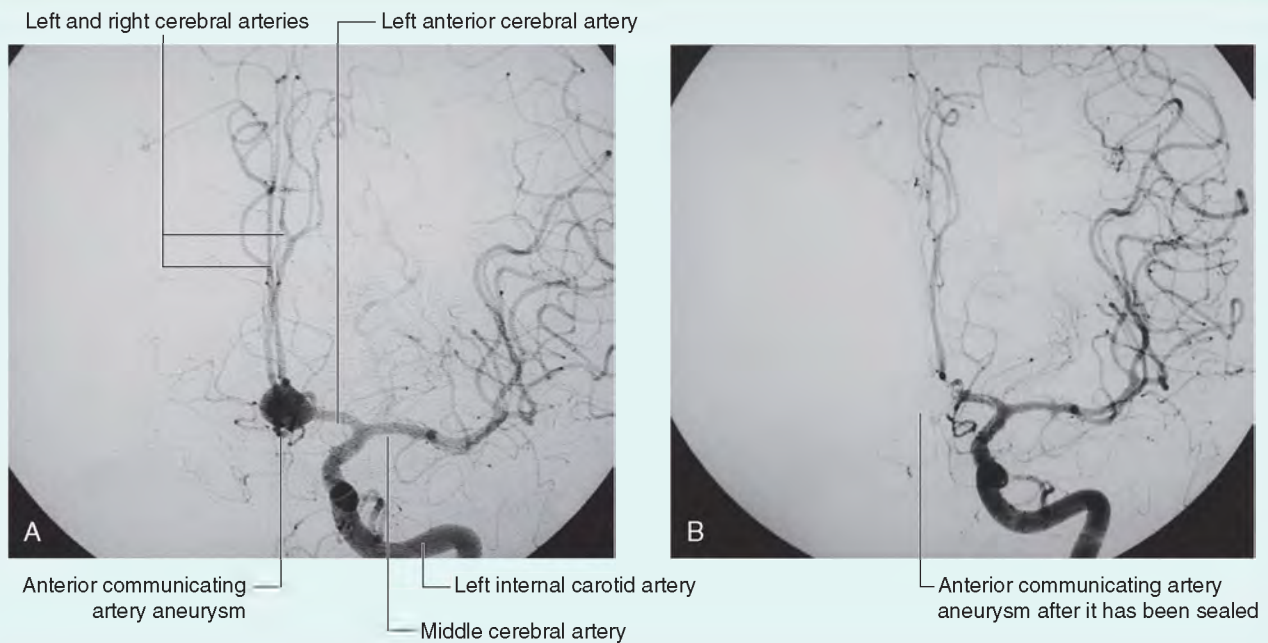 Left and right cerebral arteries
Left anterior cerebral artery
A
B
Anterior communicating
artery aneurysm
Left internal carotid artery
Middle cerebral artery
Anterior communicating artery
aneurysm after it has been sealed